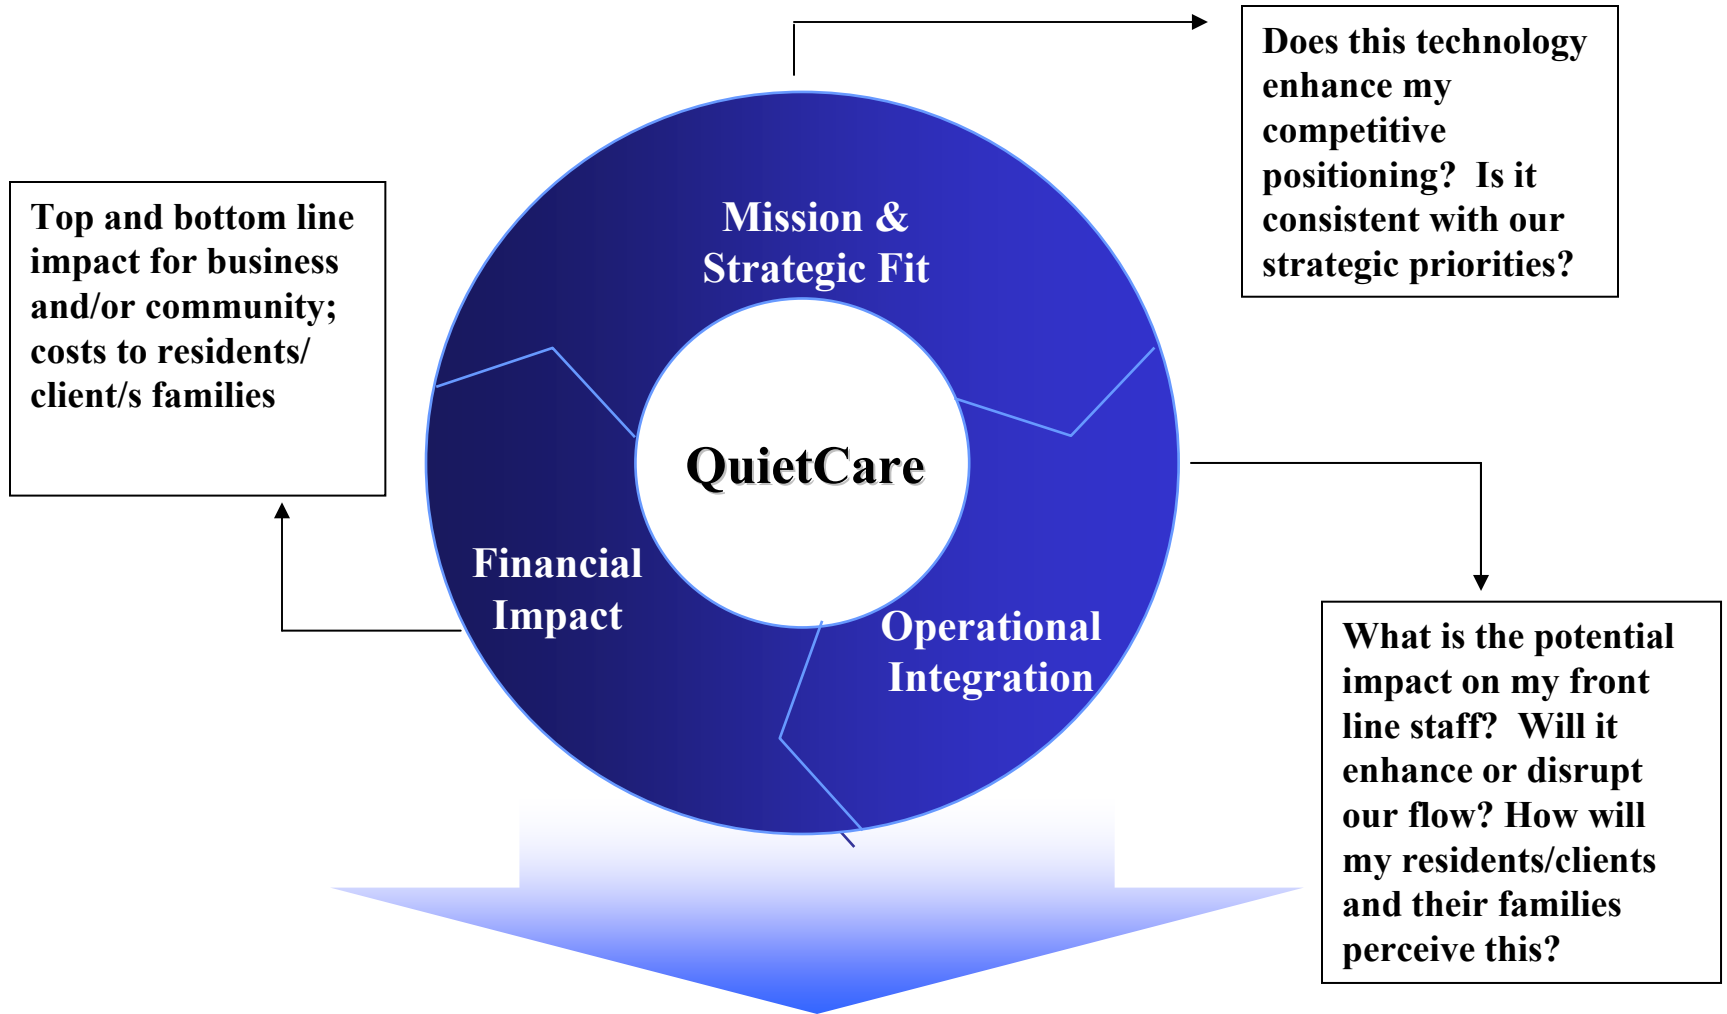 Does this technology
enhance my
competitive
positioning?  Is it
consistent with our
strategic priorities?
Top and bottom line
impact for business
and/or community;
costs to residents/
client/s families
Mission &
Strategic Fit
QuietCare
Financial
Impact
Operational
Integration
What is the potential
impact on my front
line staff?  Will it
enhance or disrupt
our flow? How will
my residents/clients
and their families
perceive this?